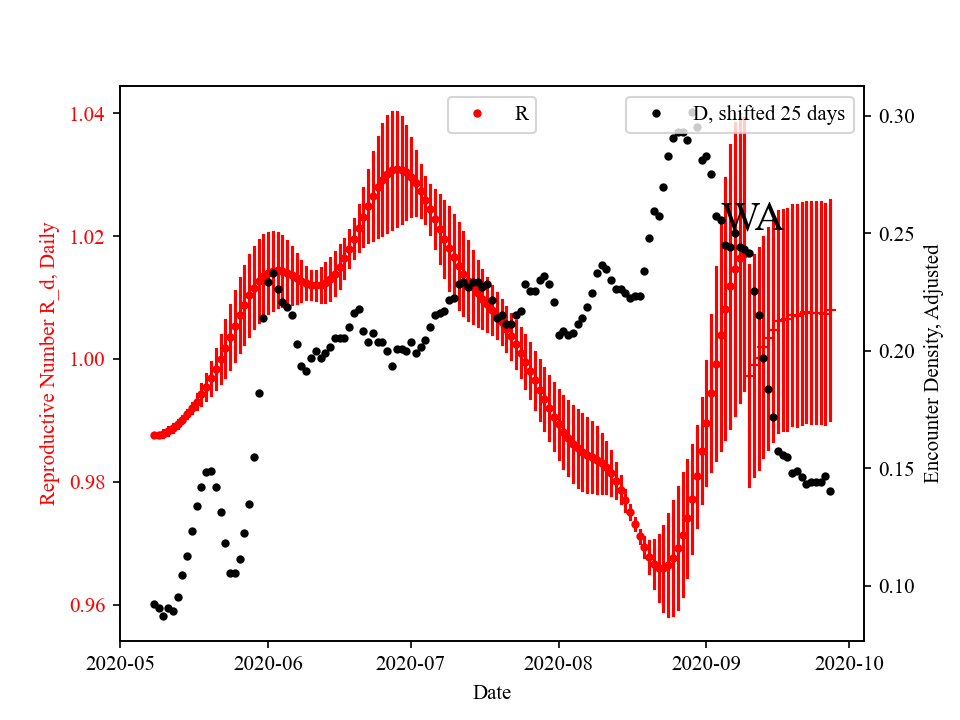 R
D, shifted 25 days
WA
Reproductive Number R_d, Daily
1.04
1.02
1.00
0.98
0.96
Encounter Density, Adjusted
0.30
0.25
0.20
0.15
0.10
2020-05
2020-06
2020-07
2020-08
2020-09
2020-10
Date